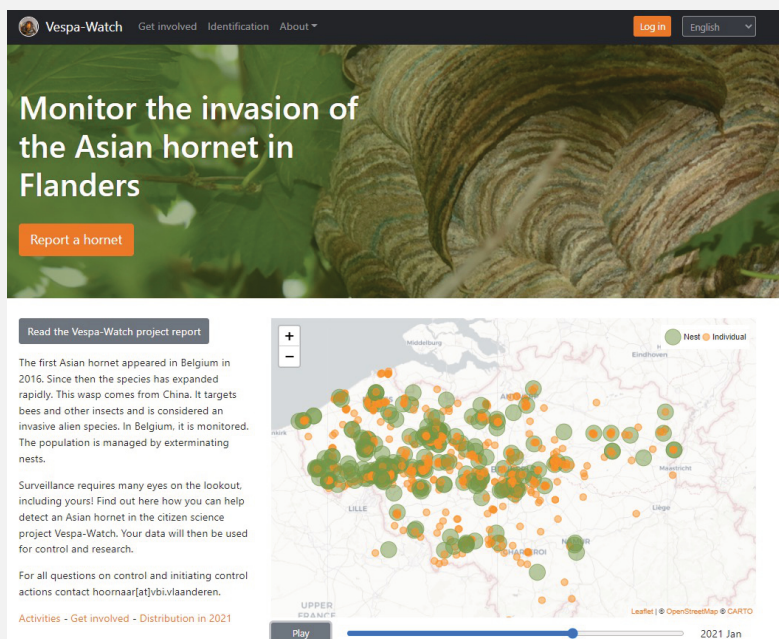 Vespa-Watch Get involved Identification About Log in English
Monitor the invasion of
the Asian hornet in
Flanders
Report a hornet
Read the Vespa-Watch project report
The first Asian hornet appeared in Belgium in
2016. Since then the species has expanded
rapidly. This wasp comes from China. It targets
bees and other insects and is considered an
invasive alien species. In Belgium, it is monitored.
The population is managed by exterminating
nests.
Surveillance requires many eyes on the lookout,
including yours! Find out here how you can help
detect an Asian hornet in the citizen science
project Vespa-Watch. Your data will then be used
for control and research.
For all questions on control and initiating control
actions contact hoornaar[at]vbi.vlaanderen.
Activities - Get involved - Distribution in 2021
+
−
Nest Individual
Middelburg
Eindhoven
Maastricht
LILLE
Liège
UPPER
FRANCE
Leaflet | © OpenStreetMap © CARTO
Play 2021 Jan